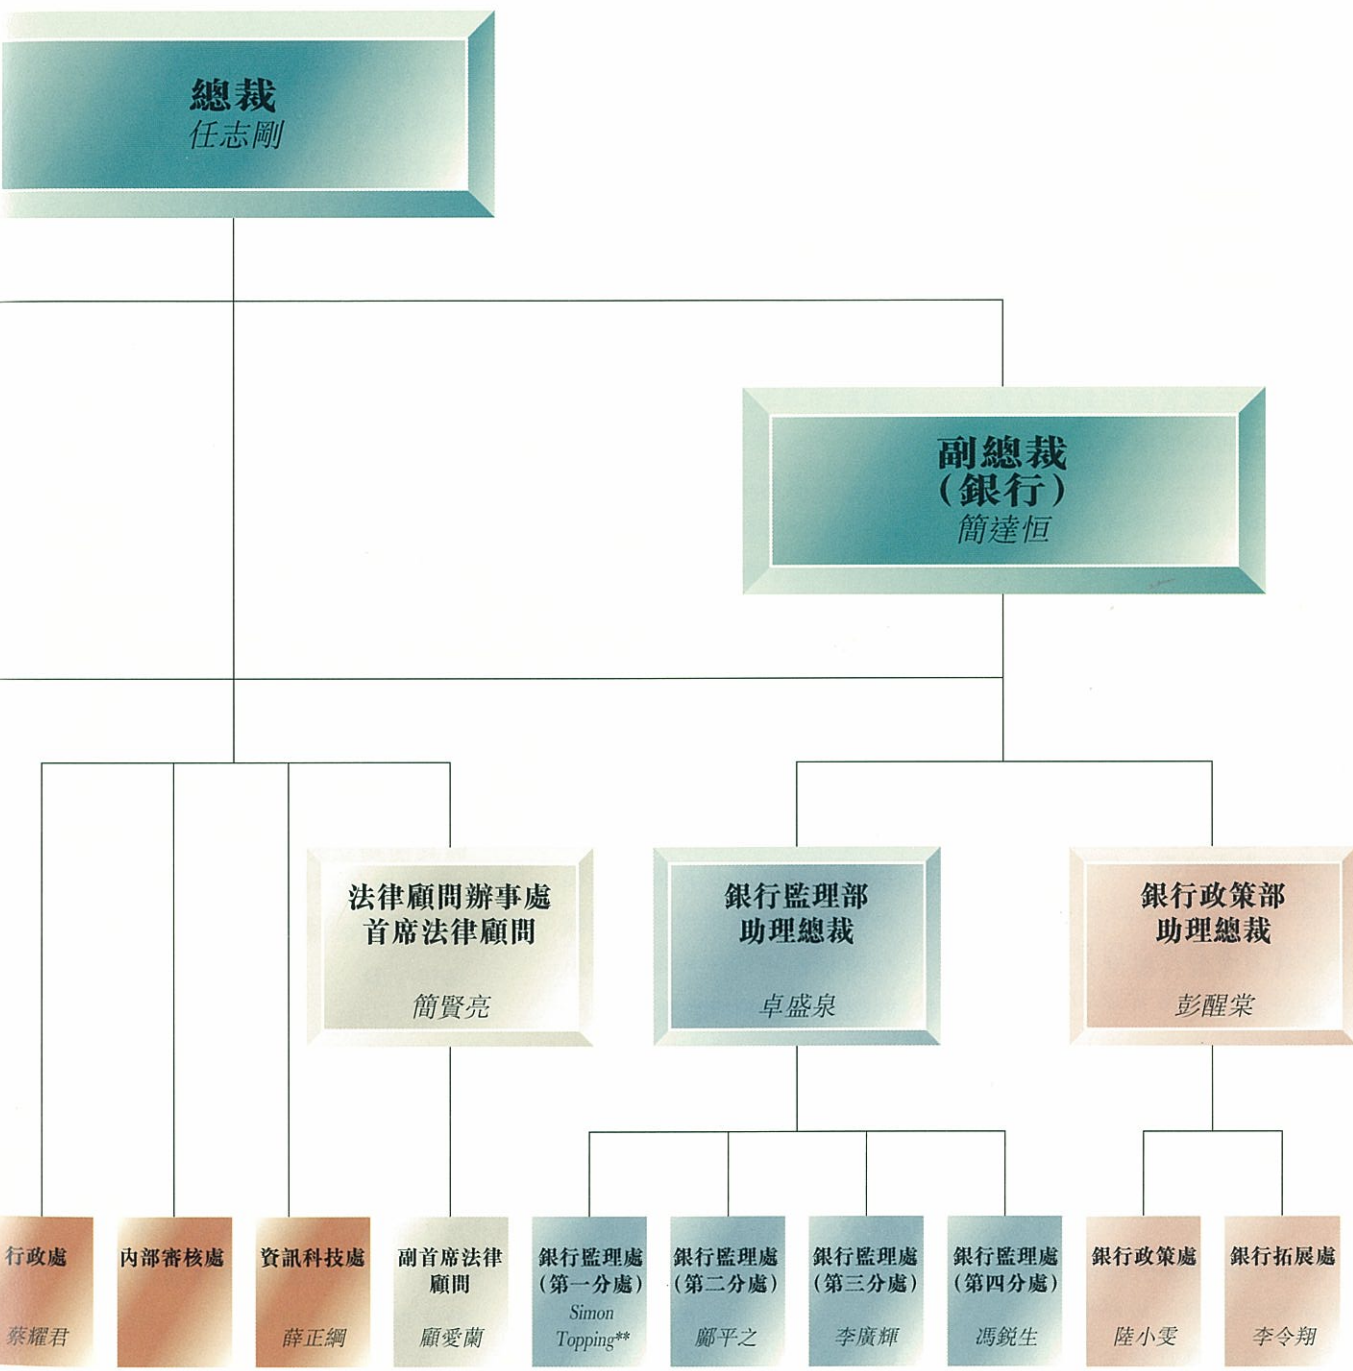 總裁
任志剛
副總裁
(銀行)
簡達恒
法律顧問辦事處
首席法律顧問
簡賢亮
銀行監理部
助理總裁
卓盛泉
銀行政策部
助理總裁
彭醒棠
行政處
蔡耀君
內部審核處
資訊科技處
薛正綱
副首席法律
顧問
顧愛蘭
銀行監理處
(第一分處)
Simon
Topping**
銀行監理處
(第二分處)
鄺平之
銀行監理處
(第三分處)
李廣輝
銀行監理處
(第四分處)
馮銳生
銀行政策處
陸小雯
銀行拓展處
李令翔